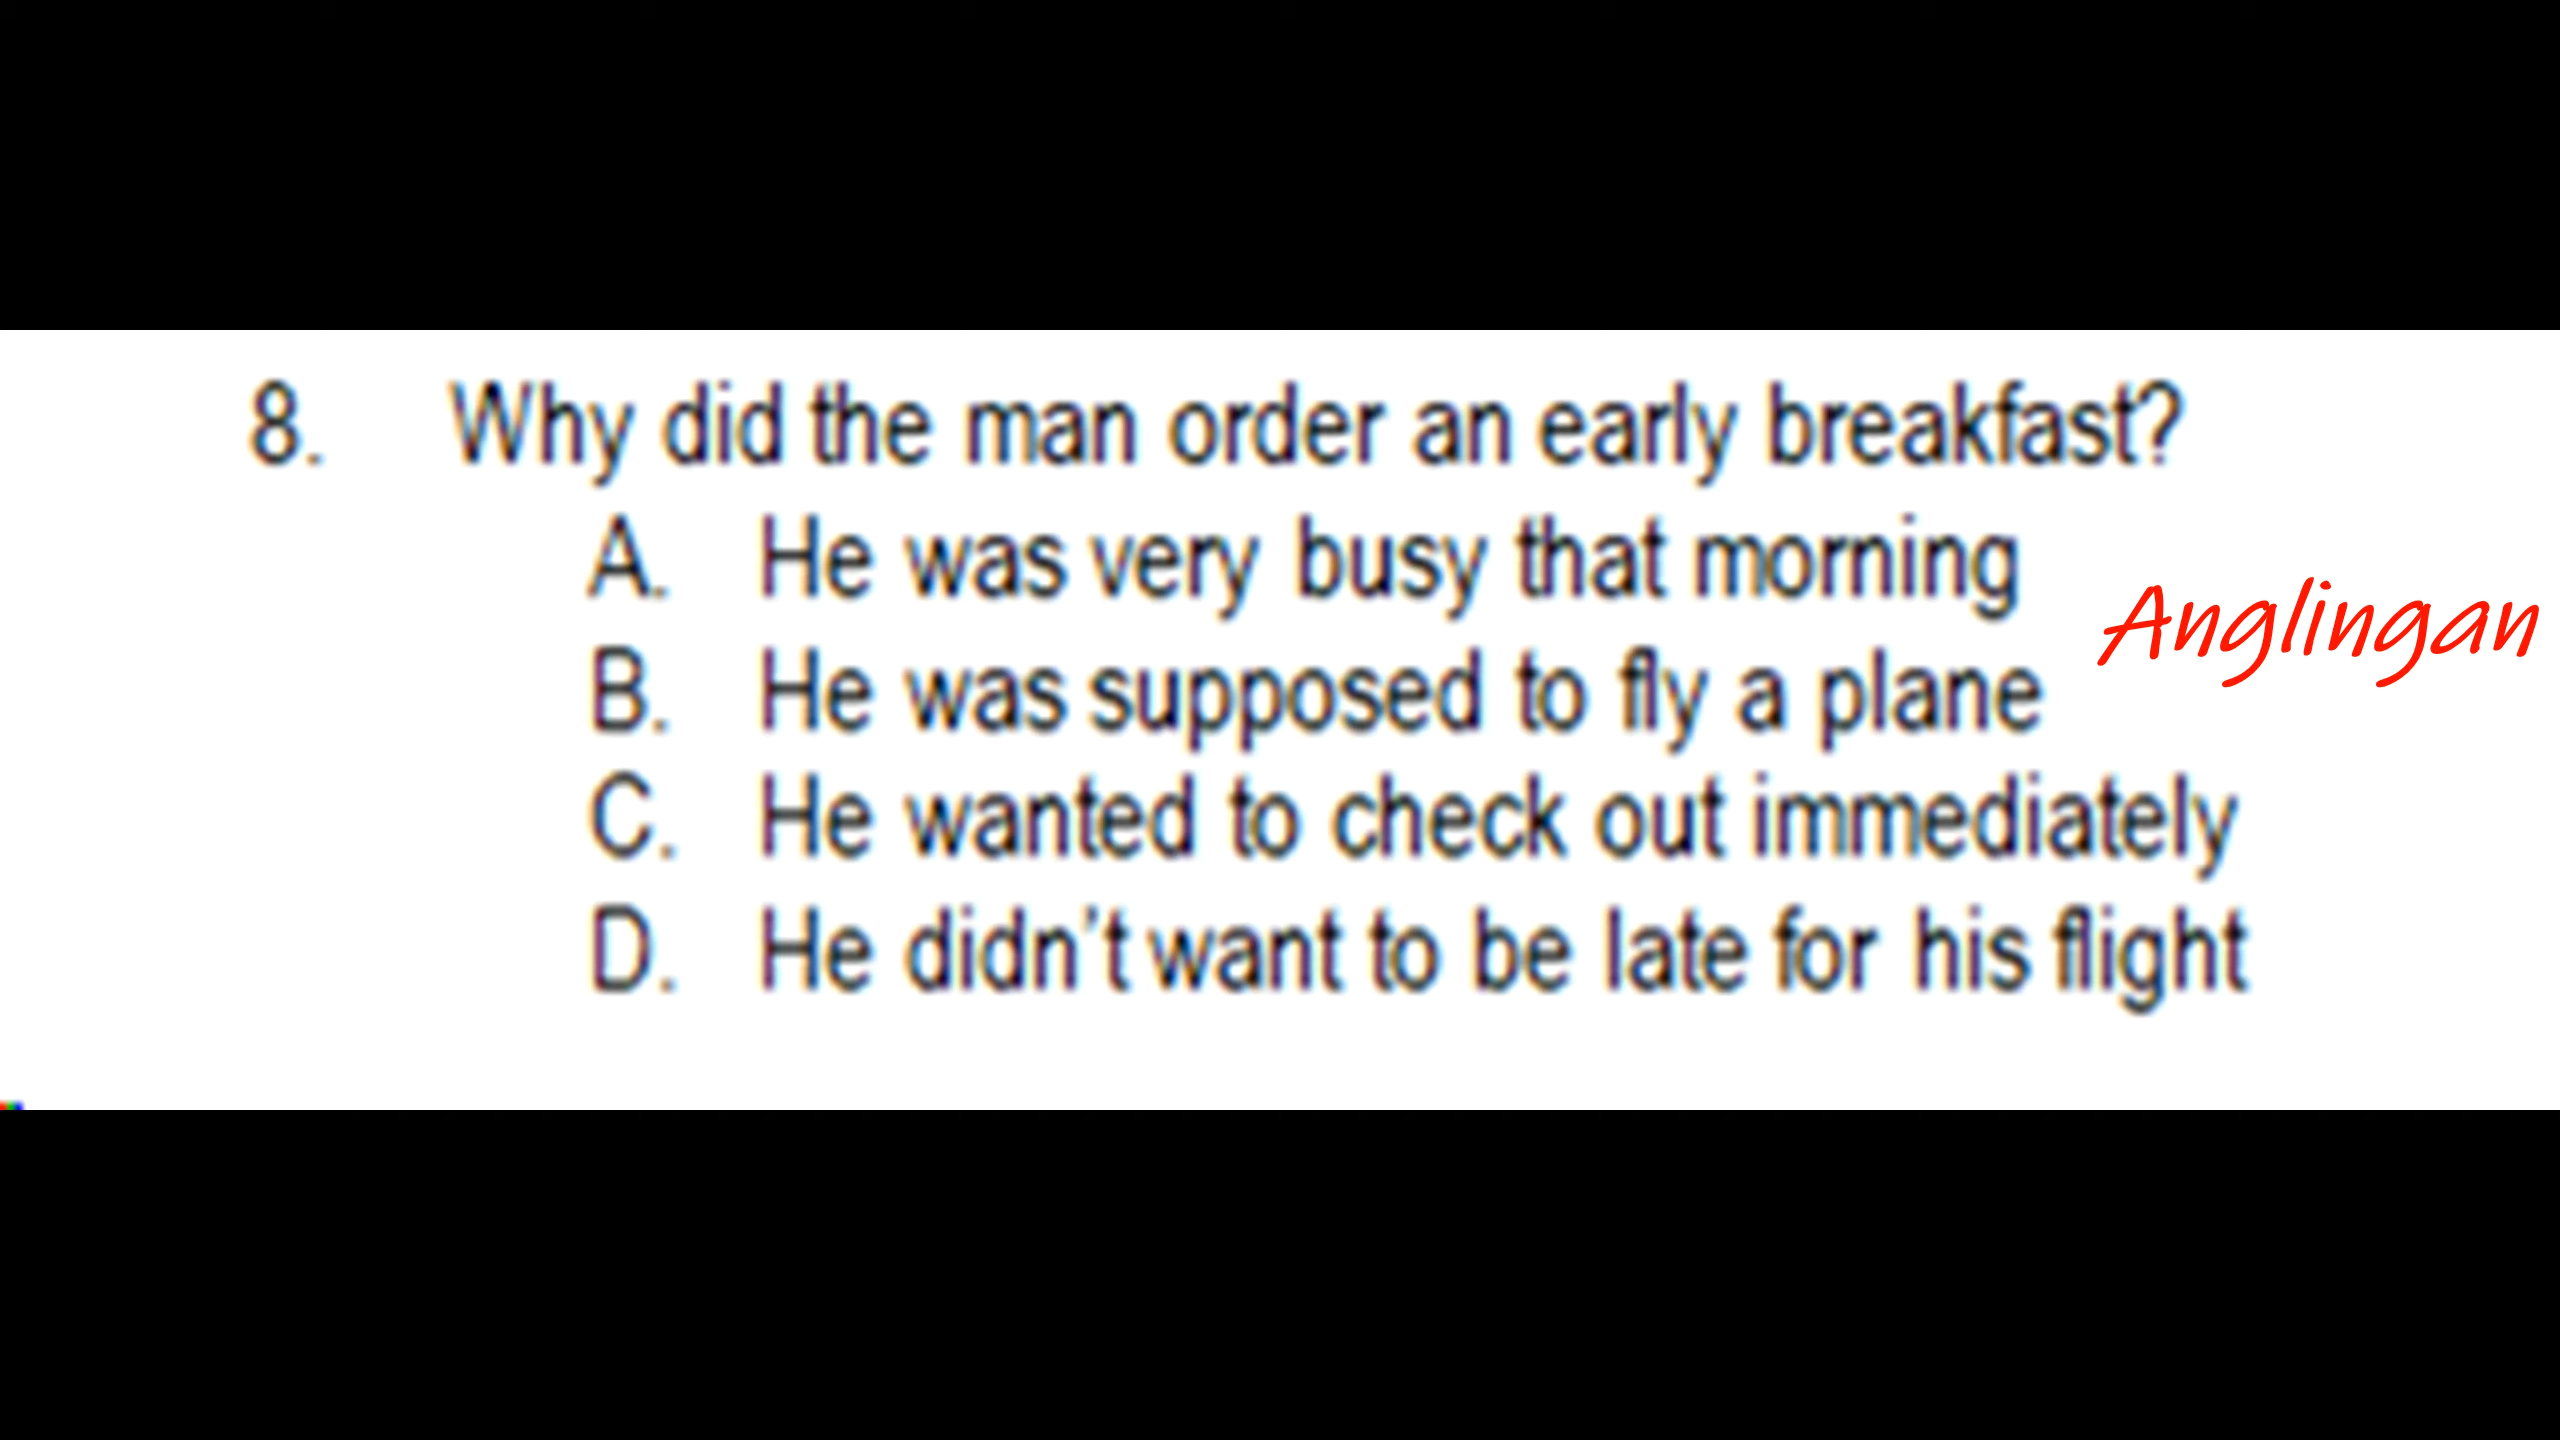 8. Why did the man order an early breakfast?
A. He was very busy that morning
Anglingan
B. He was supposed to fly a plane
C. He wanted to check out immediately
D. He didn't want to be late for his flight